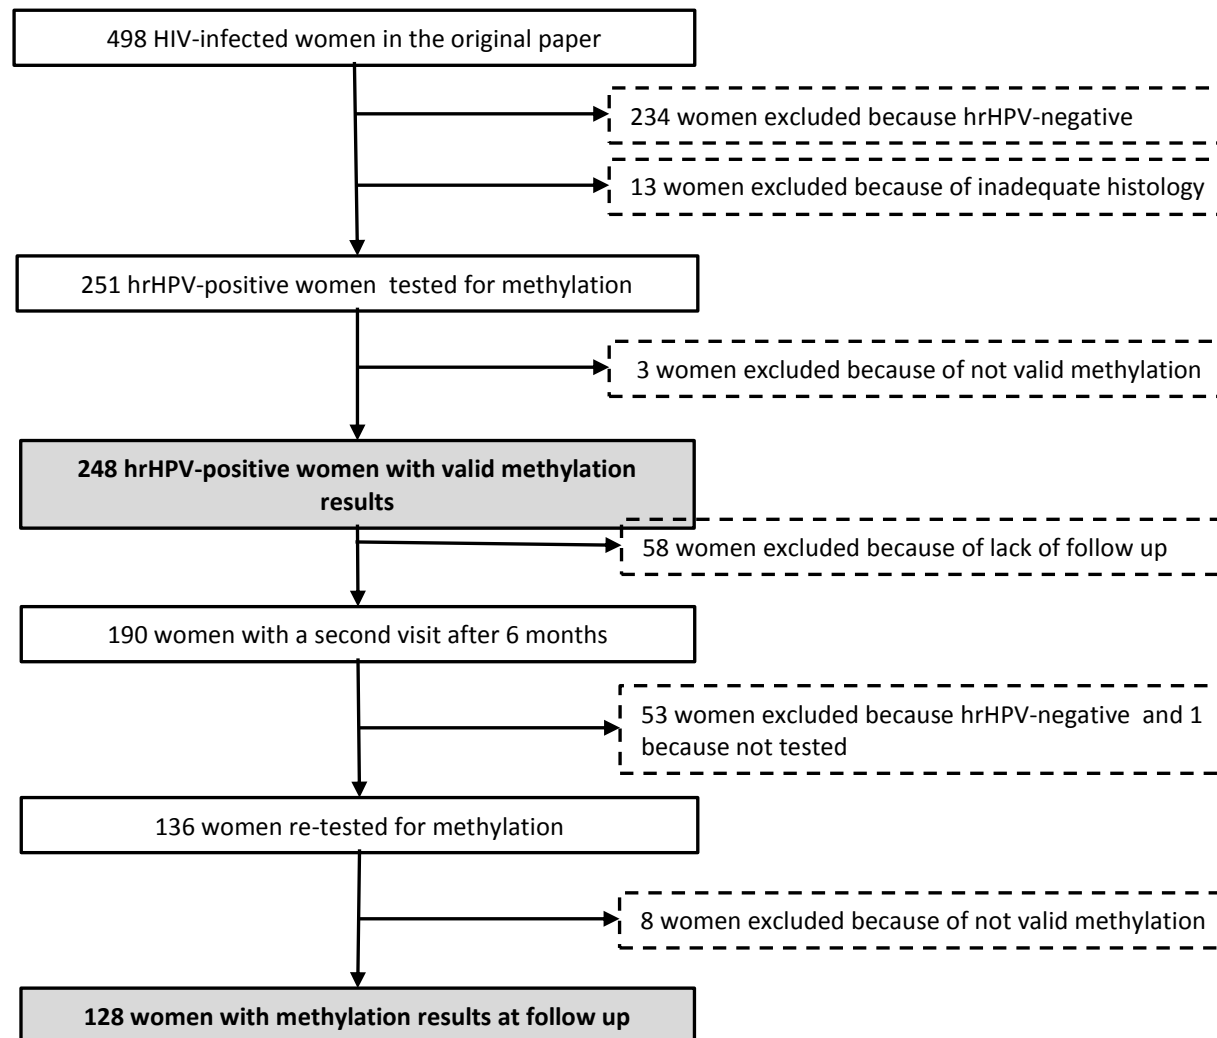 498 HIV-infected women in the original paper
234 women excluded because hrHPV-negative
13 women excluded because of inadequate histology
251 hrHPV-positive women  tested for methylation
3 women excluded because of not valid methylation
248 hrHPV-positive women with valid methylation
results
58 women excluded because of lack of follow up
190 women with a second visit after 6 months
53 women excluded because hrHPV-negative  and 1
because not tested
136 women re-tested for methylation
8 women excluded because of not valid methylation
128 women with methylation results at follow up